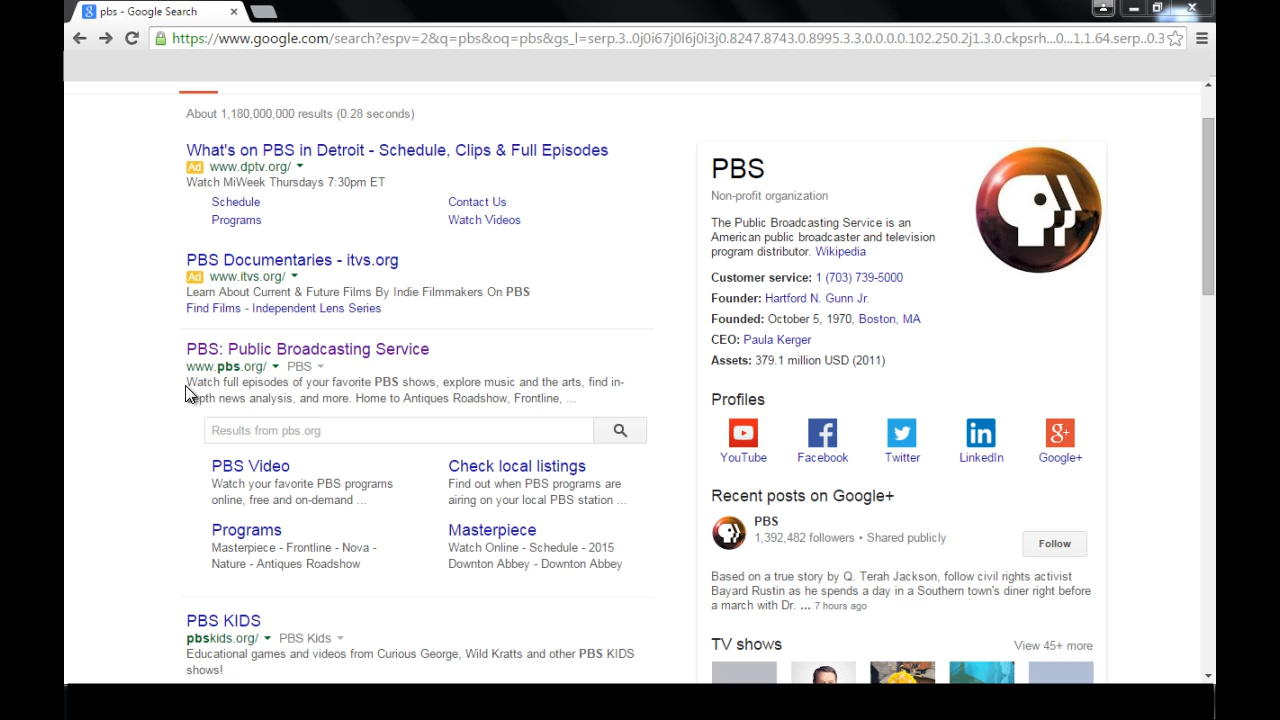 pbs - Google Search
https://www.google.com/search?espv=2&q=pbs&oq=pbs&gs_l=serp.3..0j0i67j0l6j0i3j0.8247.8743.0.8995.3.3.0.0.0.0.102.250.2j1.3.0.ckpsrh...0...1.1.64.serp..0.3
About 1,180,000,000 results (0.28 seconds)
What's on PBS in Detroit - Schedule, Clips & Full Episodes
Ad www.dptv.org/
Watch MiWeek Thursdays 7:30pm ET
Schedule Contact Us
Programs Watch Videos
PBS Documentaries - itvs.org
Ad www.itvs.org/
Learn About Current & Future Films By Indie Filmmakers On PBS
Find Films - Independent Lens Series
PBS: Public Broadcasting Service
www.pbs.org/ PBS
Watch full episodes of your favorite PBS shows, explore music and the arts, find in-
depth news analysis, and more. Home to Antiques Roadshow, Frontline, ...
Results from pbs.org
PBS Video
Watch your favorite PBS programs
online, free and on-demand ...
Check local listings
Find out when PBS programs are
airing on your local PBS station ...
Programs
Masterpiece - Frontline - Nova -
Nature - Antiques Roadshow
Masterpiece
Watch Online - Schedule - 2015
Downton Abbey - Downton Abbey
PBS KIDS
pbskids.org/ PBS Kids
Educational games and videos from Curious George, Wild Kratts and other PBS KIDS
shows!
PBS
Non-profit organization
The Public Broadcasting Service is an
American public broadcaster and television
program distributor. Wikipedia
Customer service: 1 (703) 739-5000
Founder: Hartford N. Gunn Jr.
Founded: October 5, 1970, Boston, MA
CEO: Paula Kerger
Assets: 379.1 million USD (2011)
Profiles
YouTube Facebook Twitter LinkedIn Google+
Recent posts on Google+
PBS
1,392,482 followers • Shared publicly
Follow
Based on a true story by Q. Terah Jackson, follow civil rights activist
Bayard Rustin as he spends a day in a Southern town's diner right before
a march with Dr. ... 7 hours ago
TV shows View 45+ more